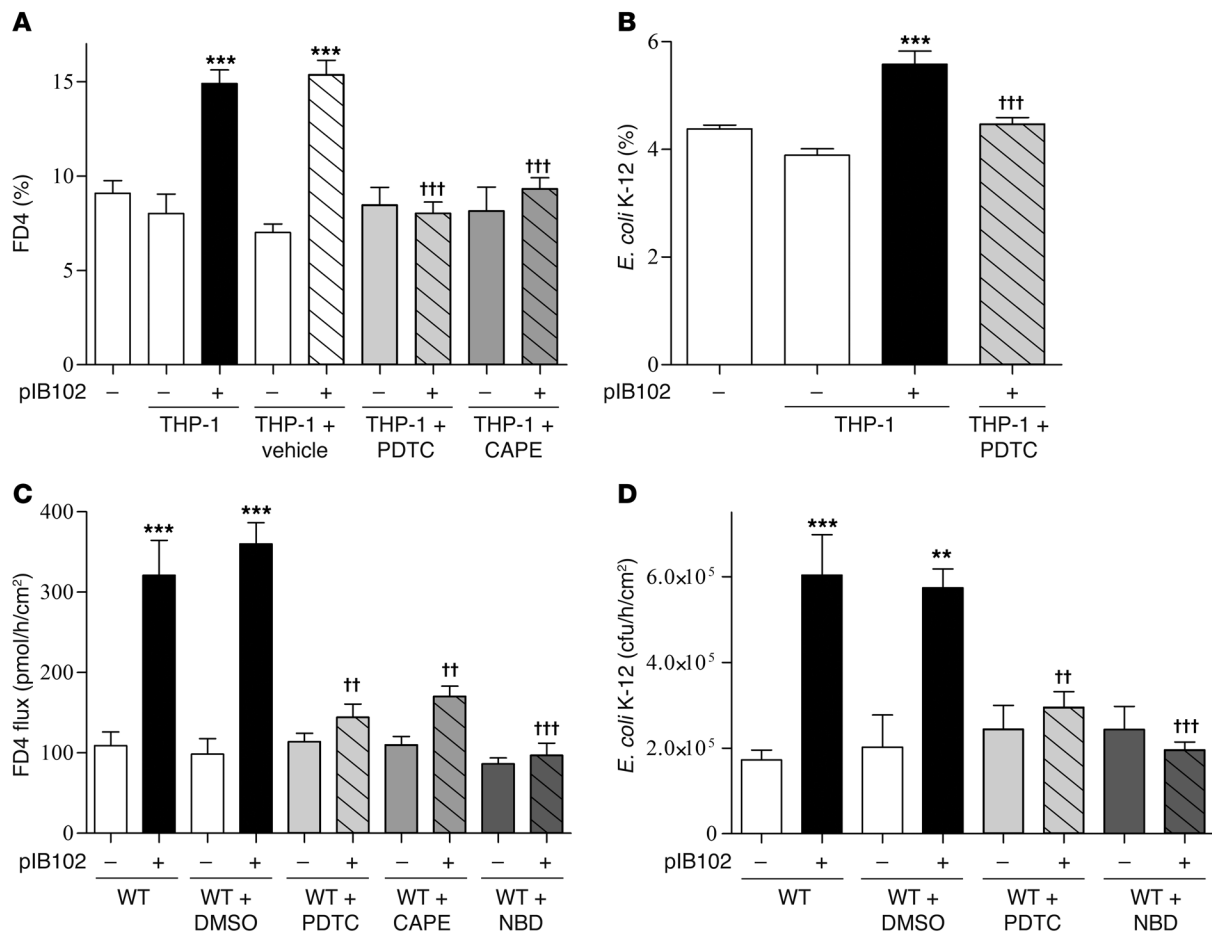 A
FD4 (%)
15
10
5
0
***
***
†††
†††
pIB102
–
–
+
–
+
–
+
–
+
THP-1
THP-1 +
vehicle
THP-1 +
PDTC
THP-1 +
CAPE
B
E. coli K-12 (%)
6
4
2
0
***
†††
pIB102
–
–
+
+
THP-1
THP-1 +
PDTC
C
FD4 flux (pmol/h/cm²)
400
300
200
100
0
***
***
††
††
†††
pIB102
–
+
–
+
–
+
–
+
–
+
WT
WT +
DMSO
WT +
PDTC
WT +
CAPE
WT +
NBD
D
E. coli K-12 (cfu/h/cm²)
6.0×10⁵
4.0×10⁵
2.0×10⁵
0
***
**
††
†††
pIB102
–
+
–
+
–
+
–
+
WT
WT +
DMSO
WT +
PDTC
WT +
NBD